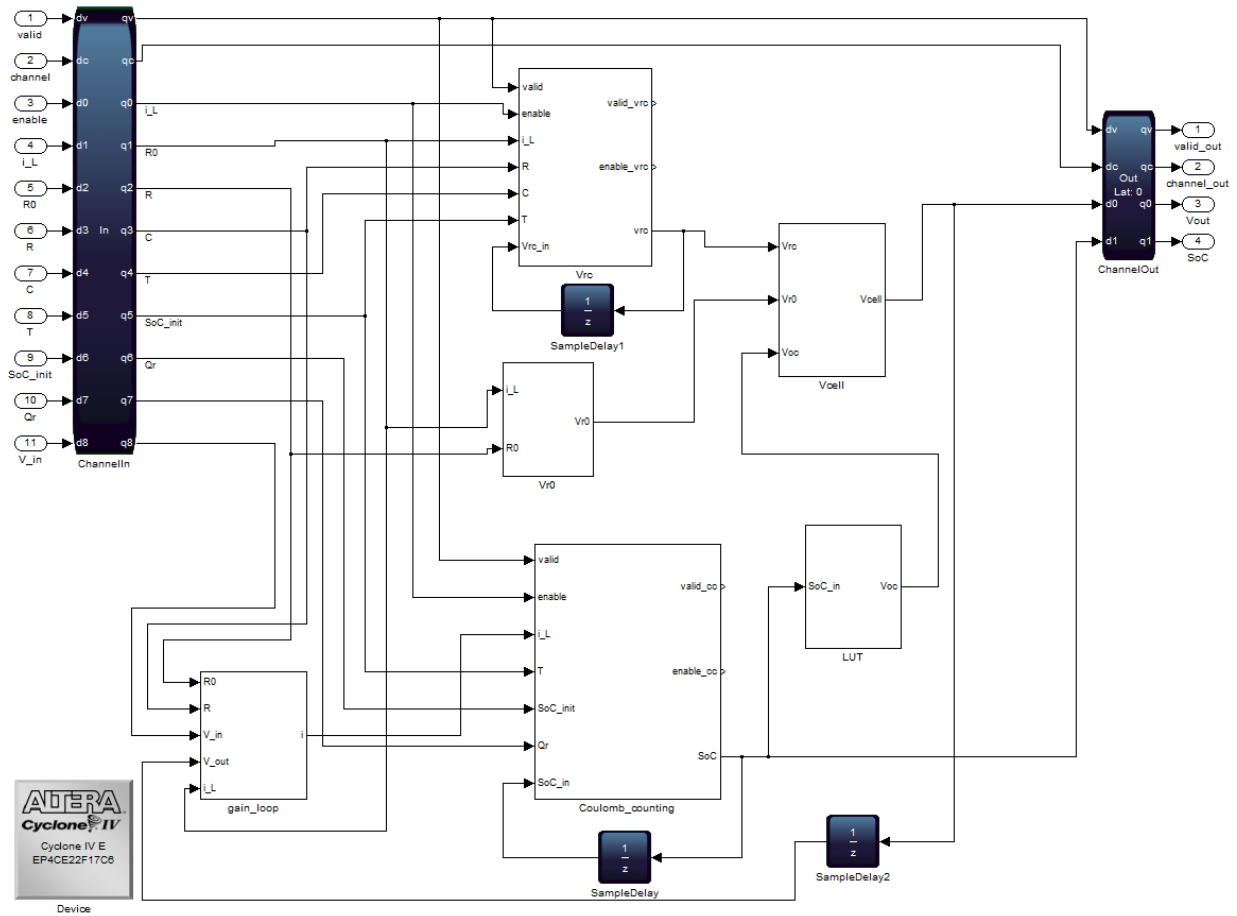 1
valid
2
channel
3
enable
4
i_L
5
R0
6
R
7
C
8
T
9
SoC_init
10
Qr
11
V_in
dv qv
dc qc
d0 q0
d1 q1
d2 q2
d3 In q3
d4 q4
d5 q5
d6 q6
d7 q7
d8 q8
ChannelIn
i_L
R0
R
C
T
SoC_init
Qr
valid
enable
i_L
R
C
T
Vrc_in
valid_vrc
enable_vrc
vrc
Vrc
1
z
SampleDelay1
i_L
R0
Vr0
Vr0
Vrc
Vr0
Voc
Vcell
Vcell
dv qv
dc qc
Out
Lat: 0
d0 q0
d1 q1
ChannelOut
1
valid_out
2
channel_out
3
Vout
4
SoC
valid
enable
i_L
T
SoC_init
Qr
SoC_in
valid_cc
enable_cc
SoC
Coulomb_counting
SoC_in
Voc
LUT
R0
R
V_in
V_out
i_L
i
gain_loop
1
z
SampleDelay
1
z
SampleDelay2
ALTERA
Cyclone IV
Cyclone IV E
EP4CE22F17C6
Device